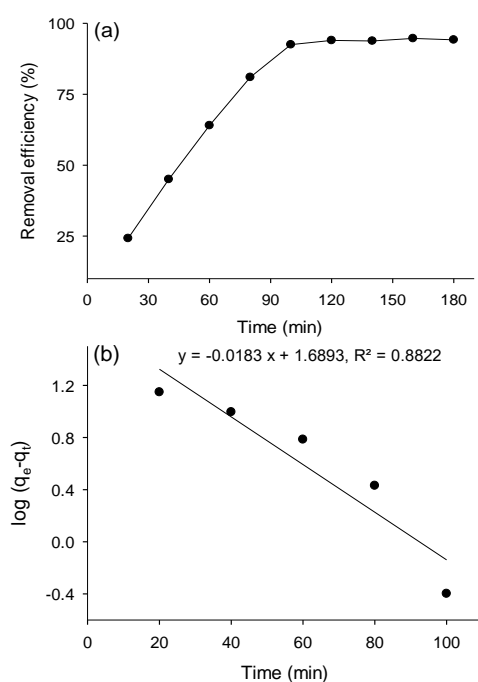 (a)
Removal efficiency (%)
100
75
50
25
0 30 60 90 120 150 180
Time (min)
(b)
y = -0.0183 x + 1.6893, R² = 0.8822
log (qₑ-qₜ)
1.2
0.8
0.4
0.0
-0.4
0 20 40 60 80 100
Time (min)